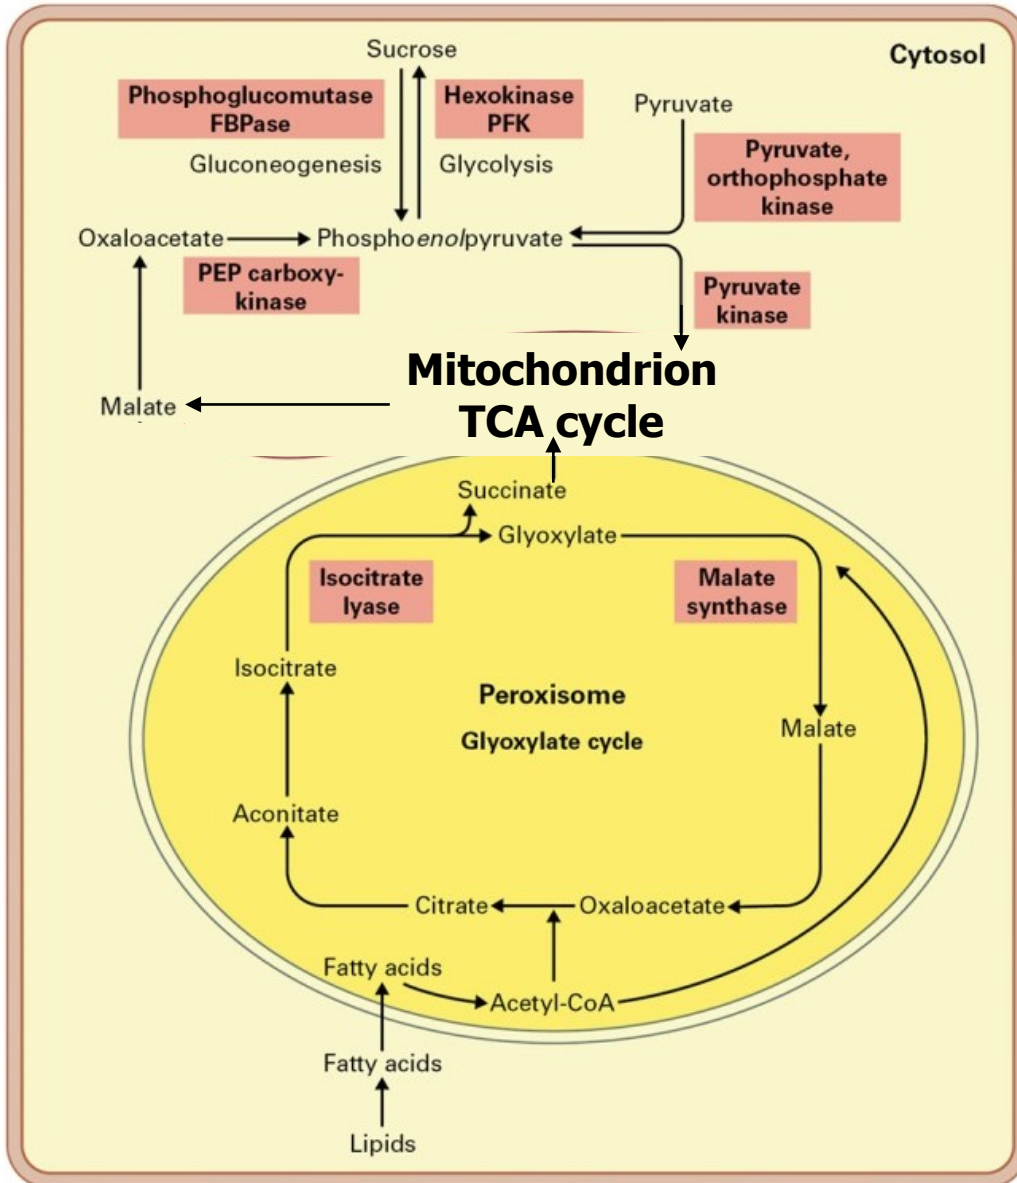 Cytosol
Sucrose
Phosphoglucomutase
FBPase
Hexokinase
PFK
Pyruvate
Gluconeogenesis
Glycolysis
Pyruvate,
orthophosphate
kinase
Oxaloacetate
Phosphoenolpyruvate
PEP carboxy-
kinase
Pyruvate
kinase
Mitochondrion
TCA cycle
Malate
Succinate
Glyoxylate
Isocitrate
lyase
Malate
synthase
Isocitrate
Peroxisome
Glyoxylate cycle
Malate
Aconitate
Citrate
Oxaloacetate
Fatty acids
Acetyl-CoA
Fatty acids
Lipids